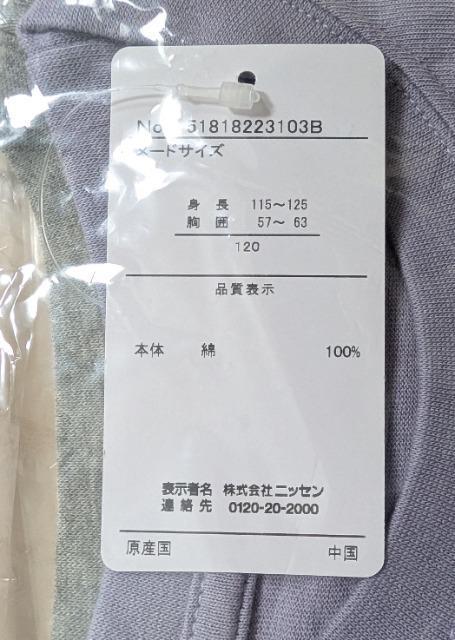 51818223103B
ードサイズ
身長 115～125
胸囲 57～ 63
120
品質表示
本体 綿 100%
表示者名 株式会社ニッセン
連絡先 0120-20-2000
原産国 中国